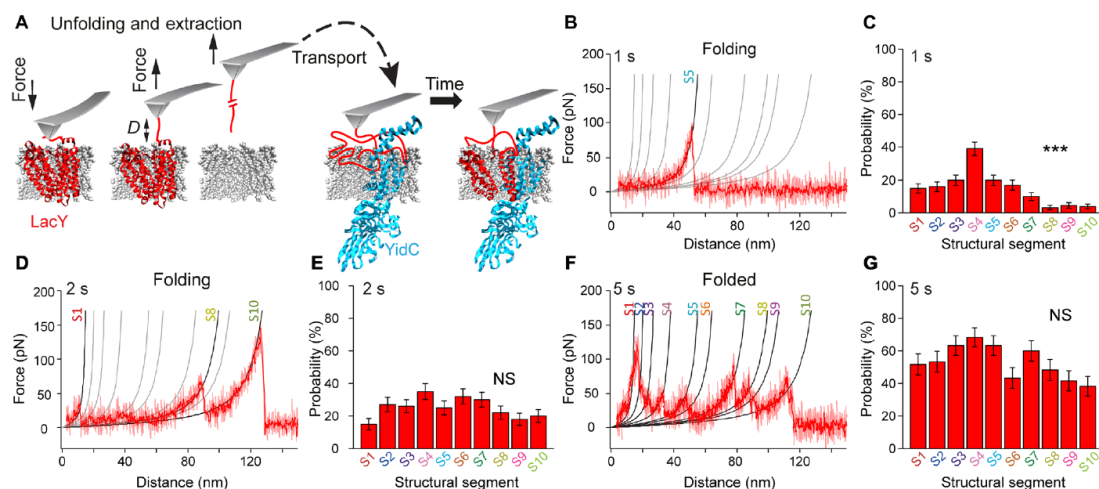 A
Unfolding and extraction
Force
Force
D
Transport
Time
LacY
YidC
B
1 s
Folding
S5
200
150
100
50
0
Force (pN)
0 40 80 120
Distance (nm)
C
1 s
100
80
60
40
20
0
Probability (%)
***
S1 S2 S3 S4 S5 S6 S7 S8 S9 S10
Structural segment
D
2 s
Folding
S1 S8 S10
200
150
100
50
0
Force (pN)
0 40 80 120
Distance (nm)
E
2 s
100
80
60
40
20
0
Probability (%)
NS
S1 S2 S3 S4 S5 S6 S7 S8 S9 S10
Structural segment
F
5 s
Folded
S1 S2 S3 S4 S5 S6 S7 S8 S9 S10
200
150
100
50
0
Force (pN)
0 40 80 120
Distance (nm)
G
5 s
100
80
60
40
20
0
Probability (%)
NS
S1 S2 S3 S4 S5 S6 S7 S8 S9 S10
Structural segment